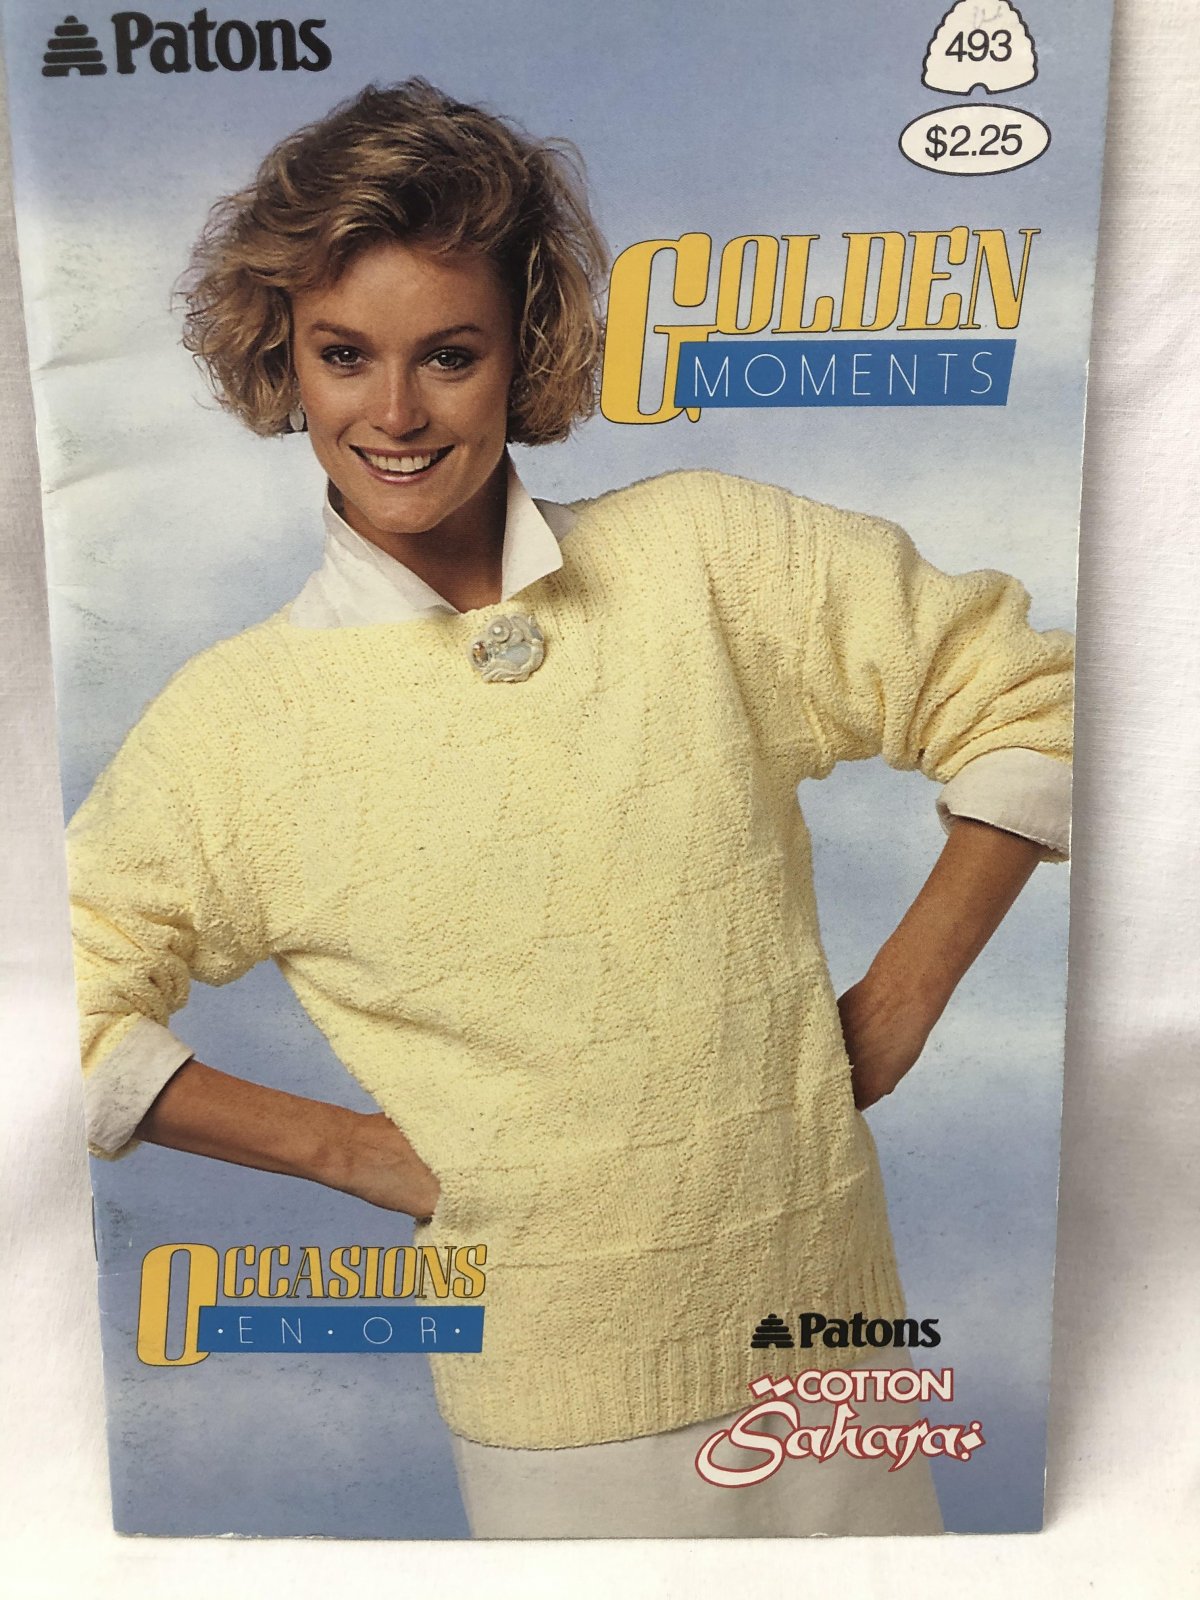 Patons
493
$2.25
GOLDEN
MOMENTS
OCCASIONS
·EN·OR·
Patons
COTTON
Sahara